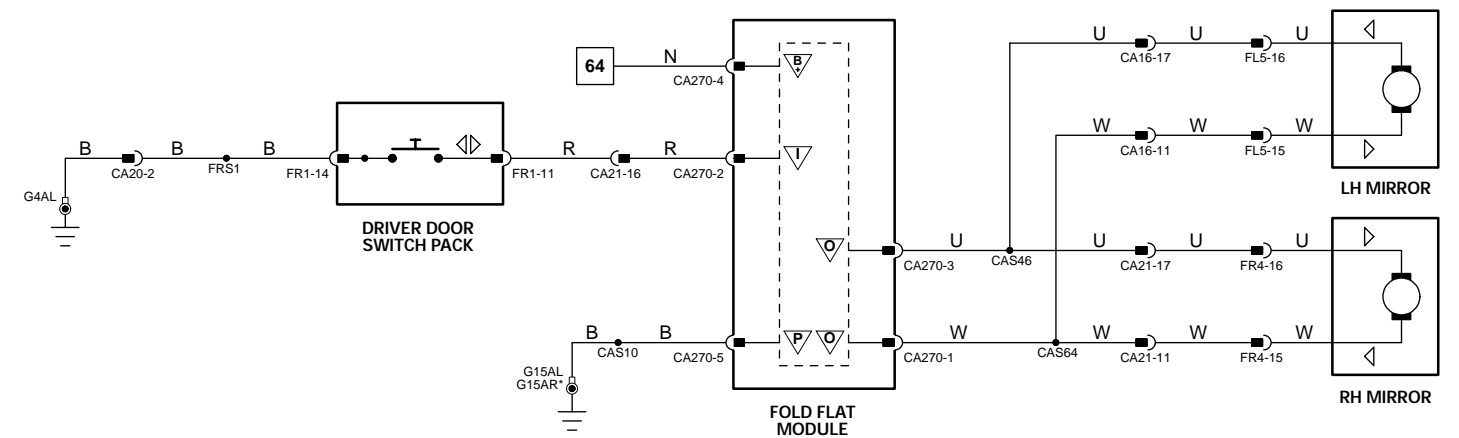 U U U
CA16-17 FL5-16
64 N CA270-4 B+
W W W
CA16-11 FL5-15
LH MIRROR
B B B
G4AL CA20-2 FRS1 FR1-14
DRIVER DOOR
SWITCH PACK
R R
FR1-11 CA21-16 CA270-2 I
O U U U U
CA270-3 CAS46 CA21-17 FR4-16
B B P O W W W W
CAS10 CA270-5 CA270-1 CAS64 CA21-11 FR4-15
G15AL
G15AR*
RH MIRROR
FOLD FLAT
MODULE